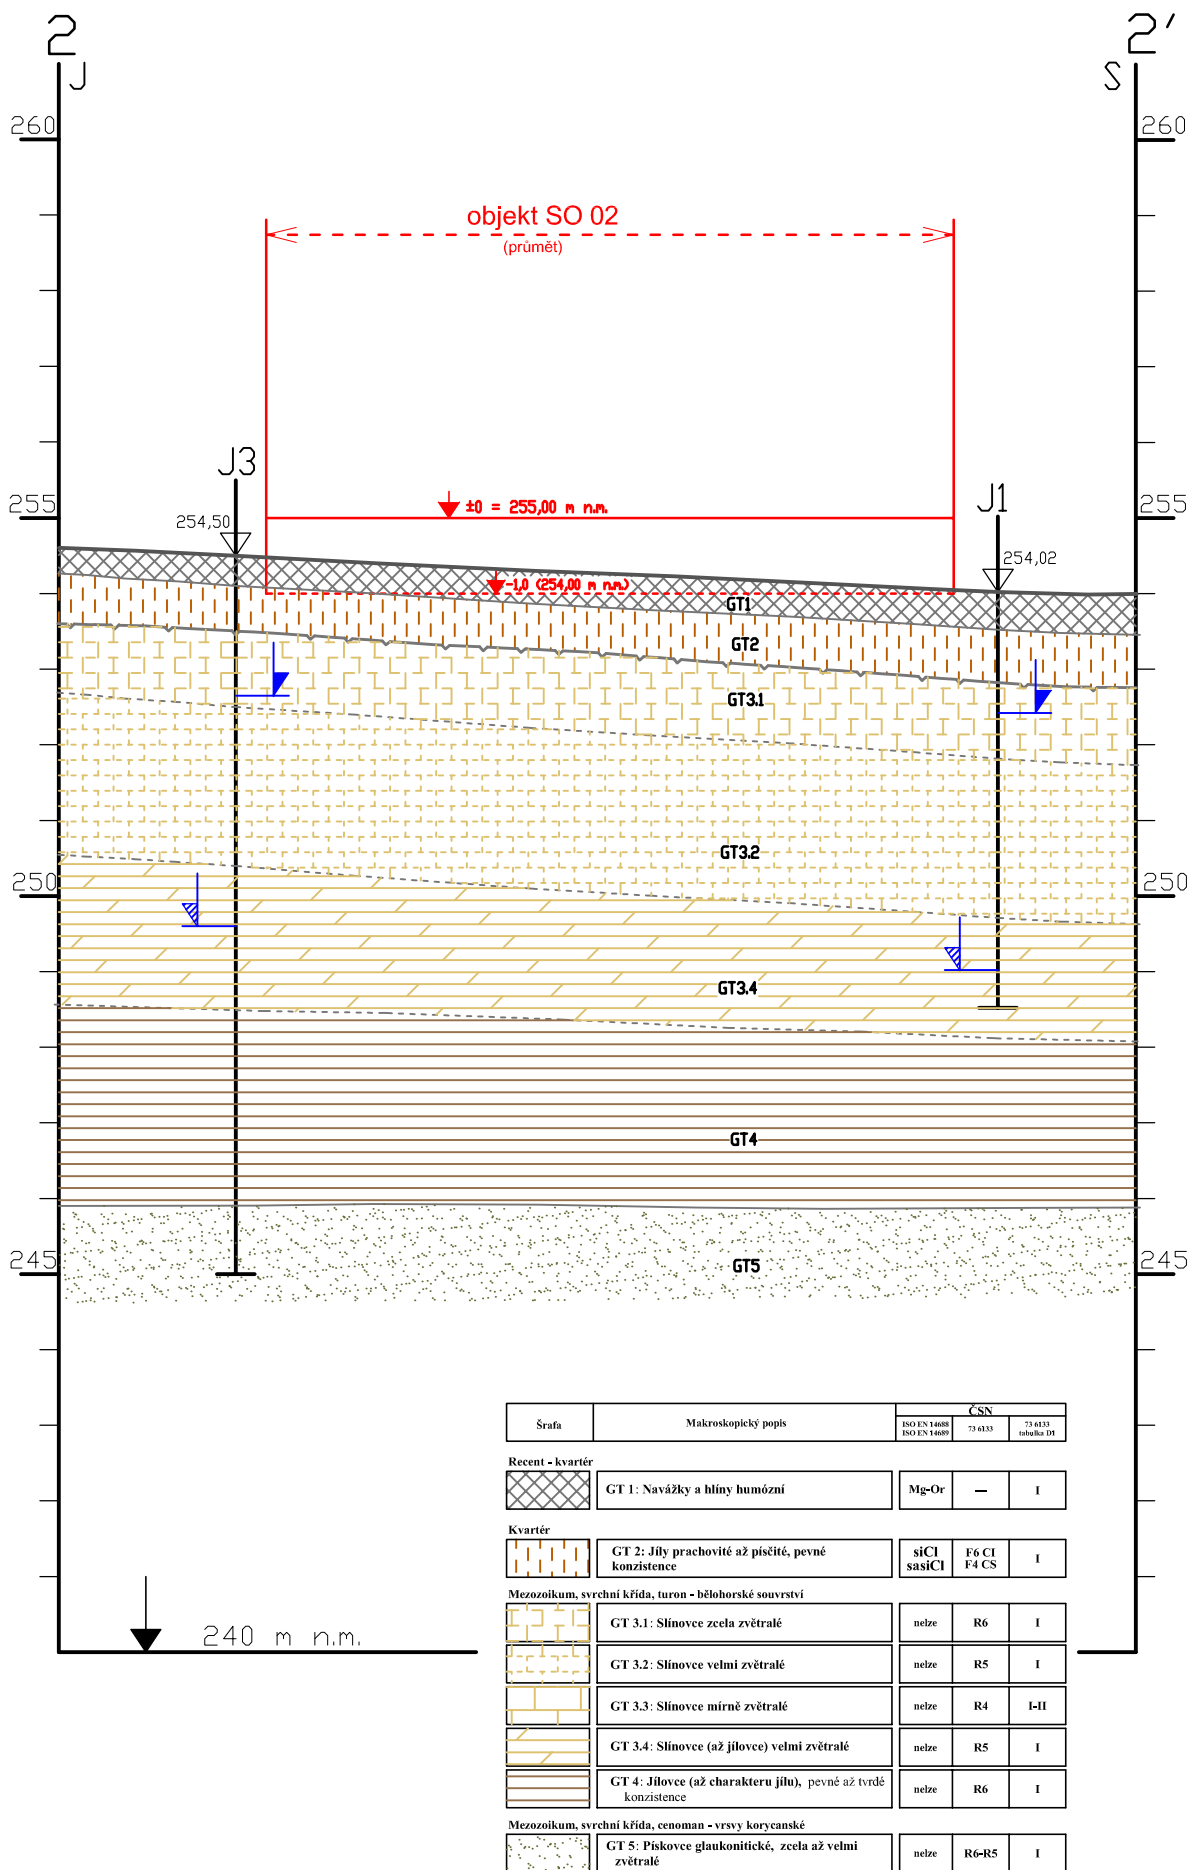 2
2'
J
S
260
260
objekt SO 02
(průmět)
J3
J1
255
255
254,50
±0 = 255,00 m n.m.
254,02
-1,0 (254,00 m n.m.)
GT1
GT2
GT3.1
GT3.2
250
250
GT3.4
GT4
245
245
GT5
240 m n.m.
Šrafa
Makroskopický popis
ČSN
ISO EN 14688
ISO EN 14689
73 6133
73 6133
tabulka D1
Recent - kvartér
GT 1: Navážky a hlíny humózní
Mg-Or
—
I
Kvartér
GT 2: Jíly prachovité až písčité, pevné
konzistence
siCl
sasiCl
F6 CI
F4 CS
I
Mezozoikum, svrchní křída, turon - bělohorské souvrství
GT 3.1: Slínovce zcela zvětralé
nelze
R6
I
GT 3.2: Slínovce velmi zvětralé
nelze
R5
I
GT 3.3: Slínovce mírně zvětralé
nelze
R4
I-II
GT 3.4: Slínovce (až jílovce) velmi zvětralé
nelze
R5
I
GT 4: Jílovce (až charakteru jílu), pevné až tvrdé
konzistence
nelze
R6
I
Mezozoikum, svrchní křída, cenoman - vrsvy korycanské
GT 5: Pískovce glaukonitické, zcela až velmi
zvětralé
nelze
R6-R5
I